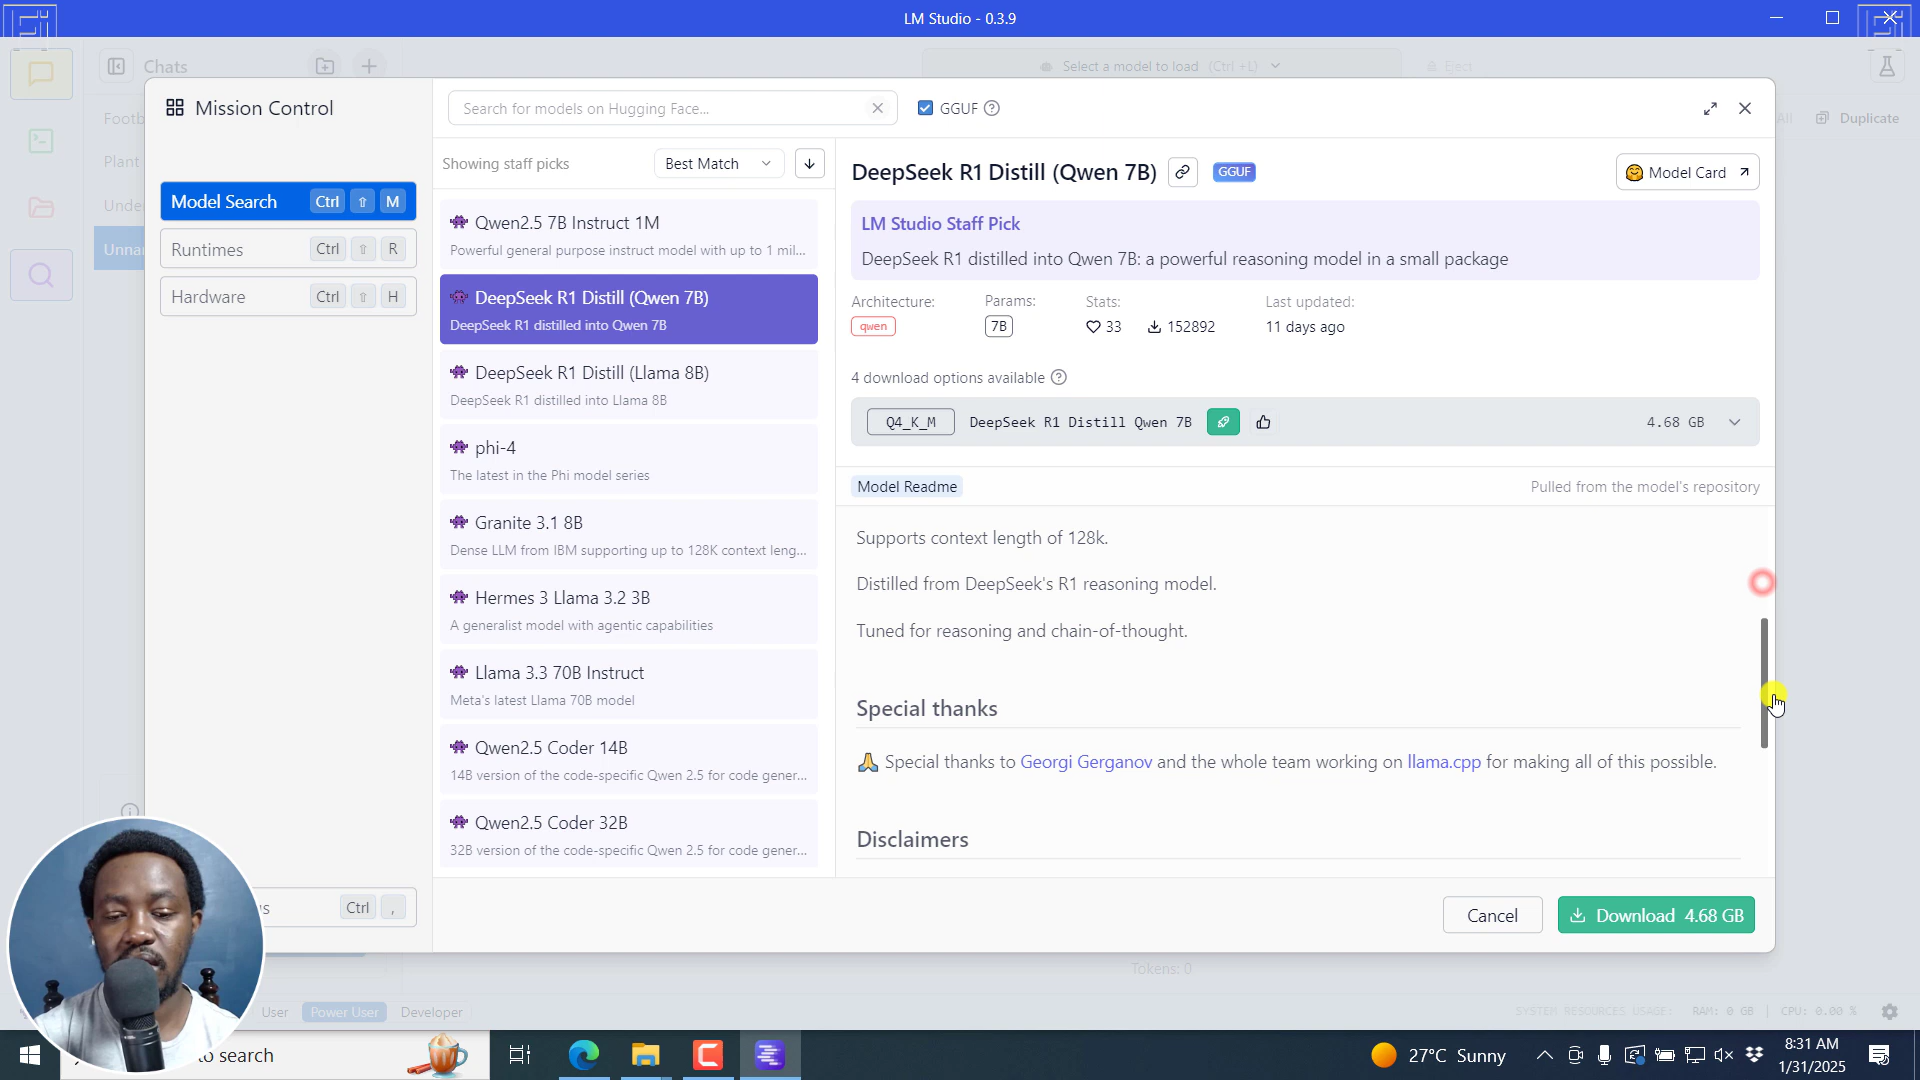 LM Studio - 0.3.9
Chats
Select a model to load (Ctrl +L)
Eject
Mission Control
Search for models on Hugging Face...
GGUF
Duplicate
Plant
Model Search Ctrl ⇧ M
Runtimes Ctrl ⇧ R
Hardware Ctrl ⇧ H
Ctrl ,
Showing staff picks
Best Match
Qwen2.5 7B Instruct 1M
Powerful general purpose instruct model with up to 1 mil...
DeepSeek R1 Distill (Qwen 7B)
DeepSeek R1 distilled into Qwen 7B
DeepSeek R1 Distill (Llama 8B)
DeepSeek R1 distilled into Llama 8B
phi-4
The latest in the Phi model series
Granite 3.1 8B
Dense LLM from IBM supporting up to 128K context leng...
Hermes 3 Llama 3.2 3B
A generalist model with agentic capabilities
Llama 3.3 70B Instruct
Meta's latest Llama 70B model
Qwen2.5 Coder 14B
14B version of the code-specific Qwen 2.5 for code gener...
Qwen2.5 Coder 32B
32B version of the code-specific Qwen 2.5 for code gener...
DeepSeek R1 Distill (Qwen 7B) GGUF
Model Card
LM Studio Staff Pick
DeepSeek R1 distilled into Qwen 7B: a powerful reasoning model in a small package
Architecture: Params: Stats: Last updated:
qwen 7B 33 152892 11 days ago
4 download options available
Q4_K_M DeepSeek R1 Distill Qwen 7B 4.68 GB
Model Readme Pulled from the model's repository
Supports context length of 128k.
Distilled from DeepSeek's R1 reasoning model.
Tuned for reasoning and chain-of-thought.
Special thanks
🙏 Special thanks to Georgi Gerganov and the whole team working on llama.cpp for making all of this possible.
Disclaimers
Cancel
Download 4.68 GB
Tokens: 0
User Power User Developer
SYSTEM RESOURCES USAGE: RAM: 0 GB | CPU: 0.00 %
to search
27°C Sunny
8:31 AM
1/31/2025